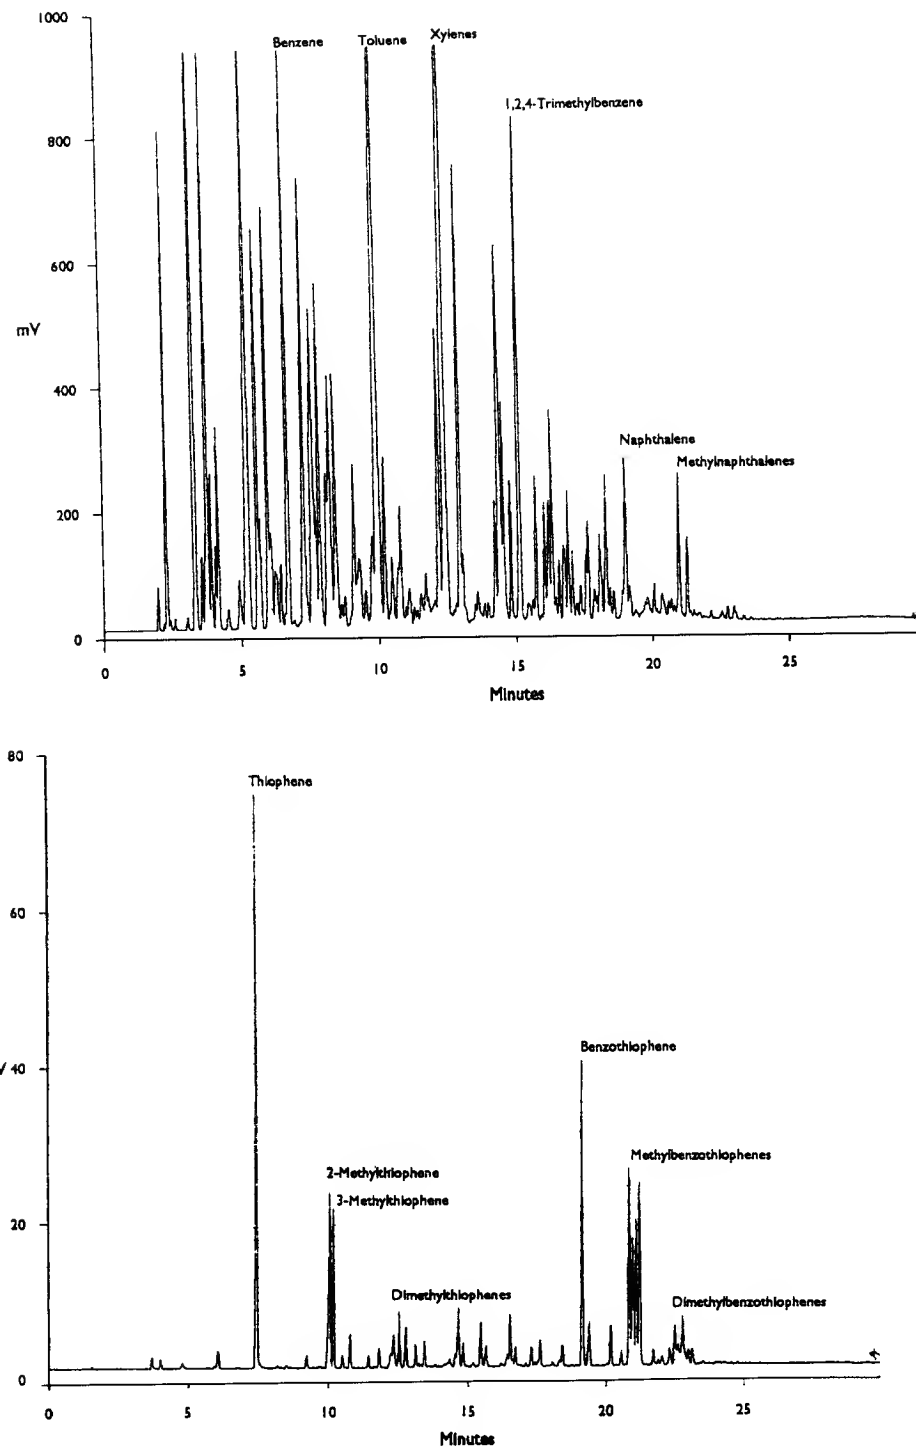 1000
Benzene
Toluene
Xylenes
1,2,4-Trimethylbenzene
800
600
mV
400
Naphthalene
Methylnaphthalenes
200
0
0
5
10
15
20
25
Minutes
80
Thiophene
60
V 40
Benzothiophene
2-Methylthiophene
3-Methylthiophene
Methylbenzothiophenes
20
Dimethylthiophenes
Dimethylbenzothiophenes
0
0
5
10
15
20
25
Minutes